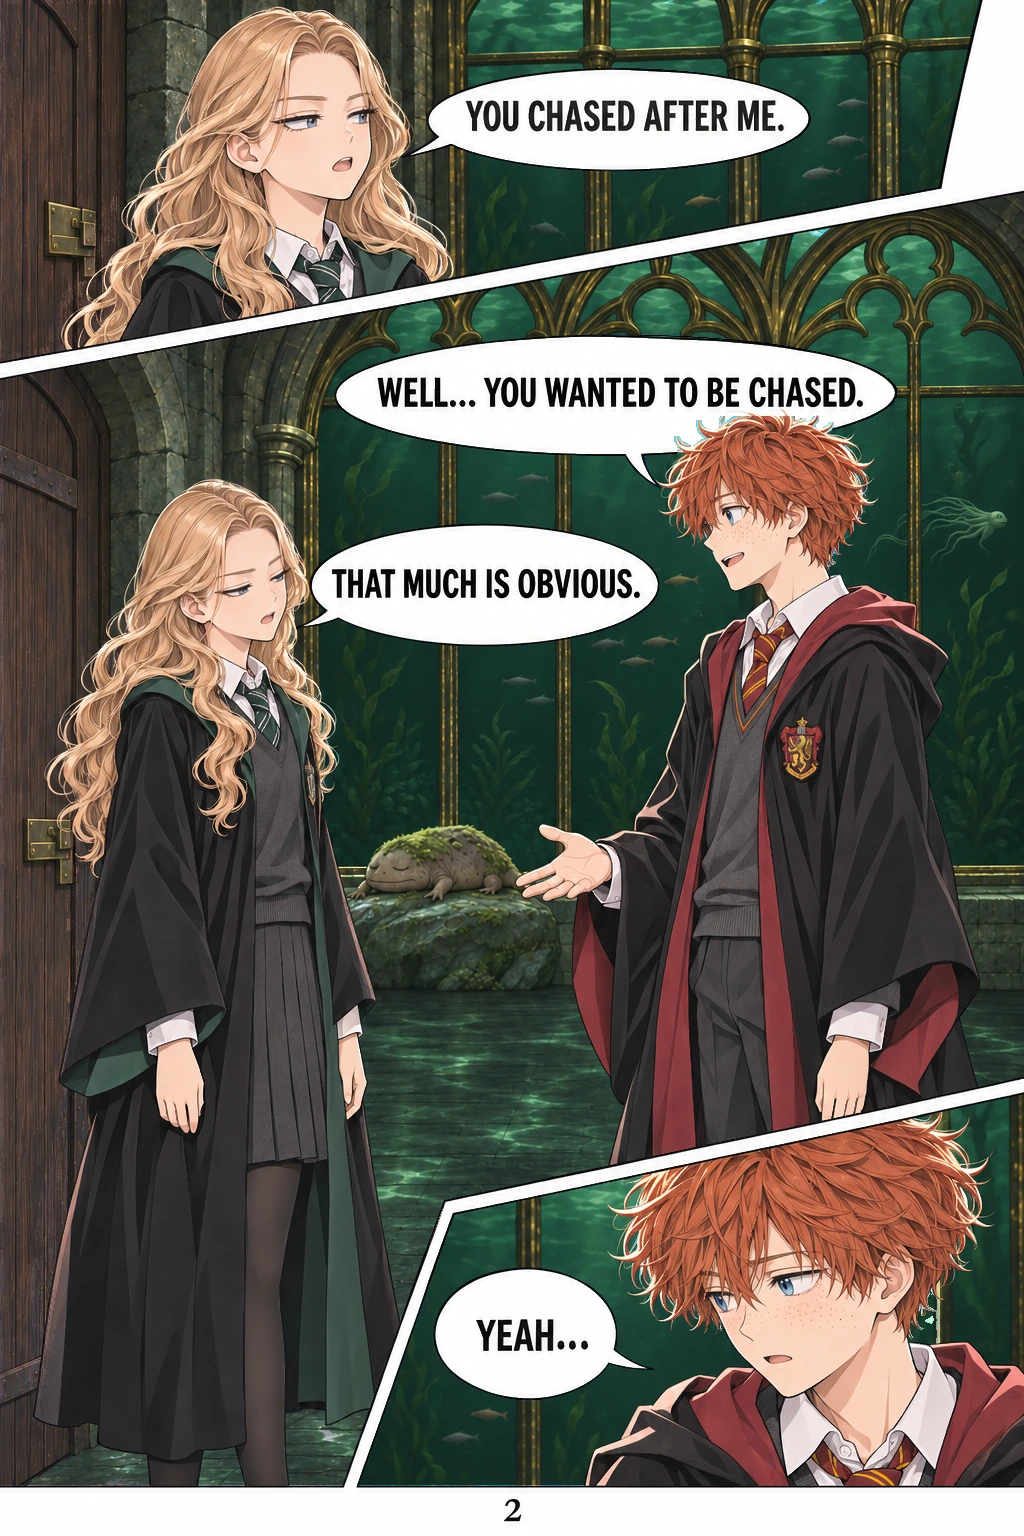 YOU CHASED AFTER ME.
WELL... YOU WANTED TO BE CHASED.
THAT MUCH IS OBVIOUS.
YEAH...
2